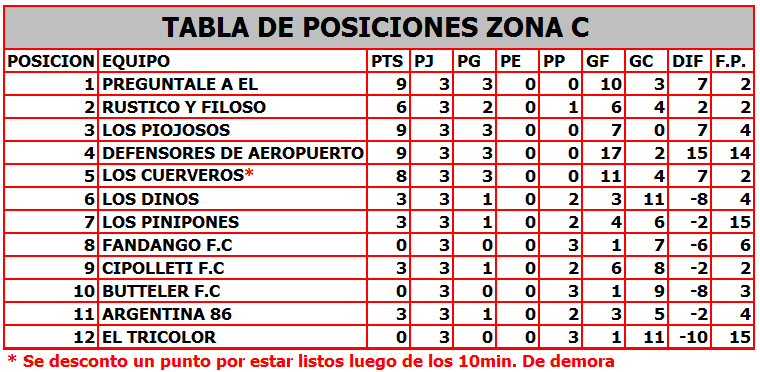 TABLA DE POSICIONES ZONA C
POSICION EQUIPO PTS PJ PG PE PP GF GC DIF F.P.
1 PREGUNTALE A EL 9 3 3 0 0 10 3 7 2
2 RUSTICO Y FILOSO 6 3 2 0 1 6 4 2 2
3 LOS PIOJOSOS 9 3 3 0 0 7 0 7 4
4 DEFENSORES DE AEROPUERTO 9 3 3 0 0 17 2 15 14
5 LOS CUERVEROS* 8 3 3 0 0 11 4 7 2
6 LOS DINOS 3 3 1 0 2 3 11 -8 4
7 LOS PINIPONES 3 3 1 0 2 4 6 -2 15
8 FANDANGO F.C 0 3 0 0 3 1 7 -6 6
9 CIPOLLETI F.C 3 3 1 0 2 6 8 -2 2
10 BUTTELER F.C 0 3 0 0 3 1 9 -8 3
11 ARGENTINA 86 3 3 1 0 2 3 5 -2 4
12 EL TRICOLOR 0 3 0 0 3 1 11 -10 15
* Se desconto un punto por estar listos luego de los 10min. De demora